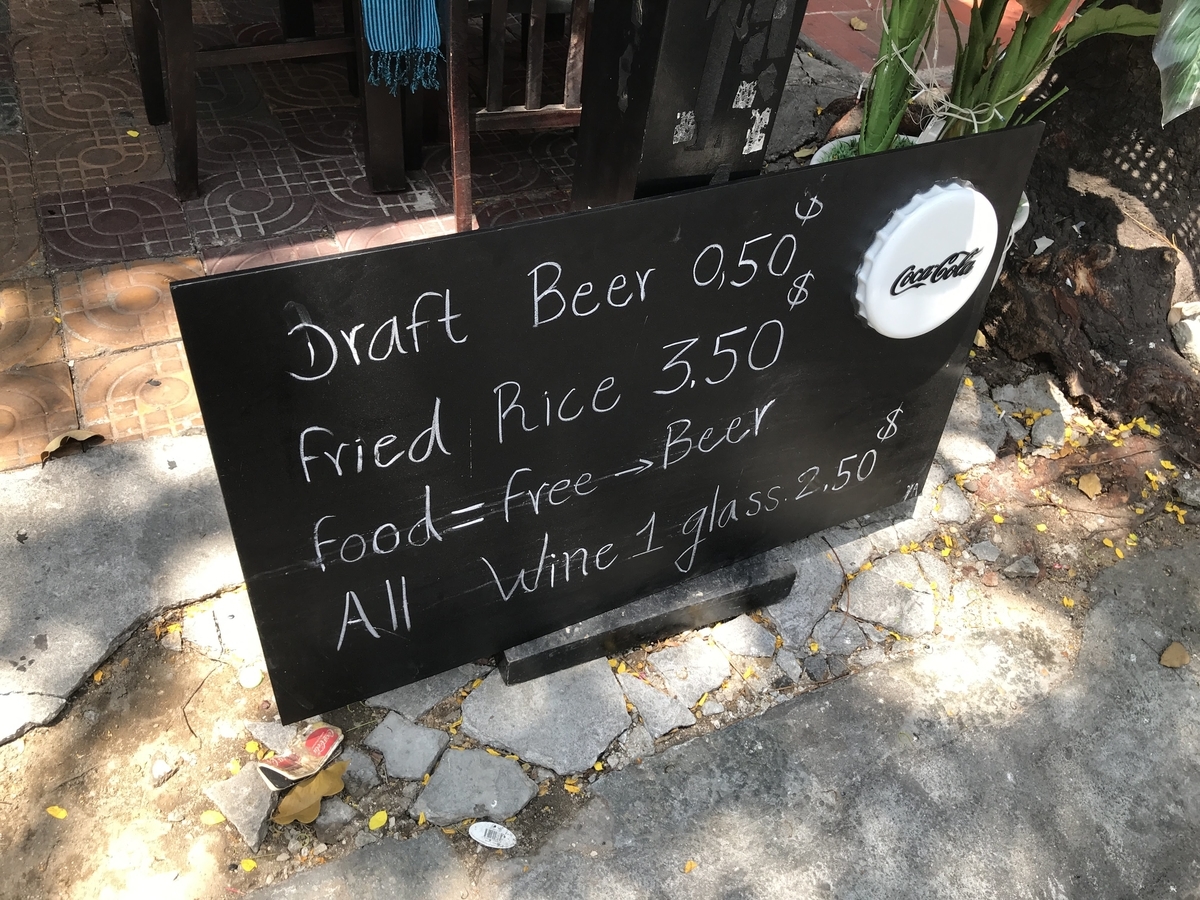 Draft Beer 0,50 $
Fried Rice 3.50 $
food = free → Beer
All Wine 1 glass 2.50 $
Coca-Cola